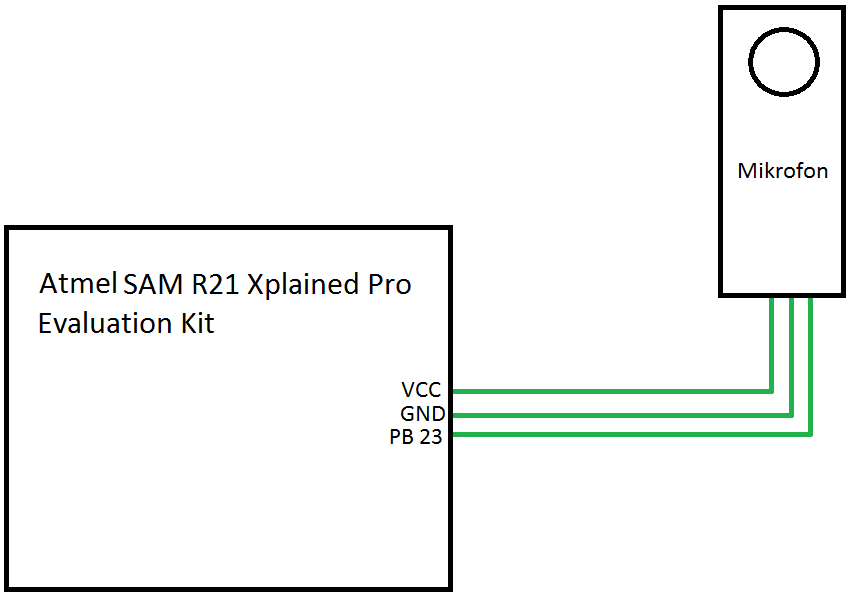 Mikrofon
Atmel SAM R21 Xplained Pro
Evaluation Kit
VCC
GND
PB 23